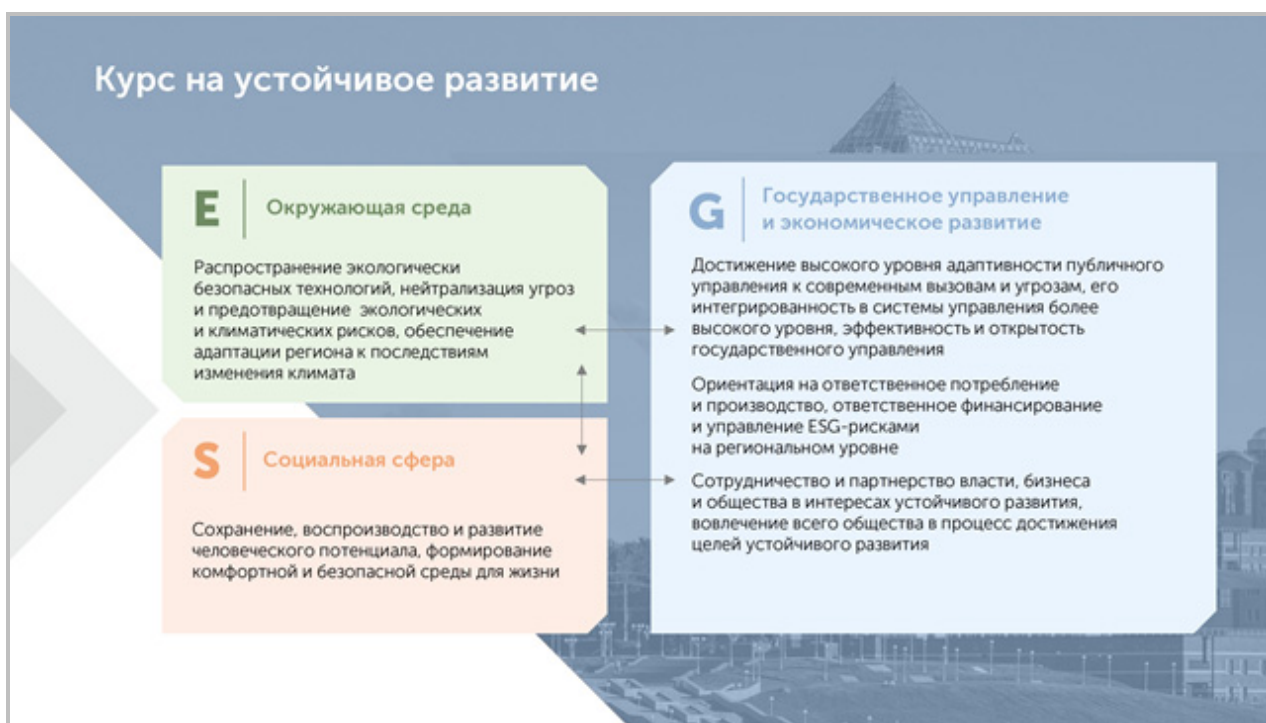 Курс на устойчивое развитие
E
Окружающая среда
Распространение экологически
безопасных технологий, нейтрализация угроз
и предотвращение экологических
и климатических рисков, обеспечение
адаптации региона к последствиям
изменения климата
S
Социальная сфера
Сохранение, воспроизводство и развитие
человеческого потенциала, формирование
комфортной и безопасной среды для жизни
G
Государственное управление
и экономическое развитие
Достижение высокого уровня адаптивности публичного
управления к современным вызовам и угрозам, его
интегрированность в системы управления более
высокого уровня, эффективность и открытость
государственного управления
Ориентация на ответственное потребление
и производство, ответственное финансирование
и управление ESG-рисками
на региональном уровне
Сотрудничество и партнерство власти, бизнеса
и общества в интересах устойчивого развития,
вовлечение всего общества в процесс достижения
целей устойчивого развития